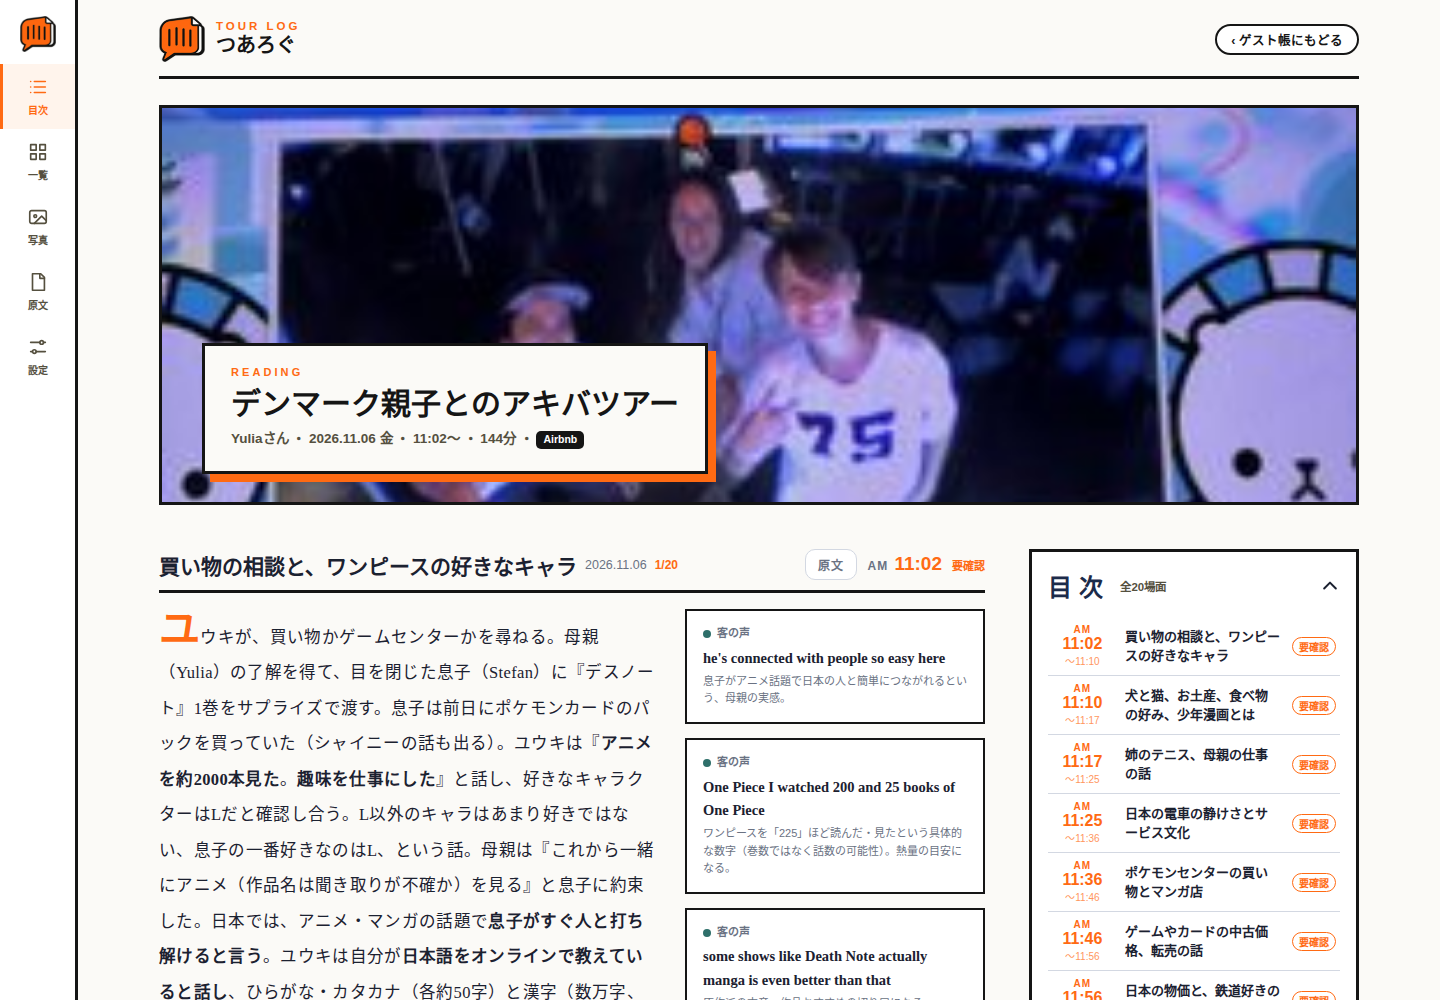 目次
一覧
写真
原文
設定
TOUR LOG
つあろぐ
‹ ゲスト帳にもどる
75
READING
デンマーク親子とのアキバツアー
Yuliaさん・2026.11.06 金・11:02〜・144分・Airbnb
買い物の相談と、ワンピースの好きなキャラ 2026.11.06 1/20
原文 AM 11:02 要確認
ユウキが、買い物かゲームセンターかを尋ねる。母親
（Yulia）の了解を得て、目を閉じた息子（Stefan）に『デスノー
ト』1巻をサプライズで渡す。息子は前日にポケモンカードのパ
ックを買っていた（シャイニーの話も出る）。ユウキは『アニメ
を約2000本見た。趣味を仕事にした』と話し、好きなキャラク
ターはLだと確認し合う。L以外のキャラはあまり好きではな
い、息子の一番好きなのはL、という話。母親は『これから一緒
にアニメ（作品名は聞き取りが不確か）を見る』と息子に約束
した。日本では、アニメ・マンガの話題で息子がすぐ人と打ち
解けると言う。ユウキは自分が日本語をオンラインで教えてい
ると話し、ひらがな・カタカナ（各約50字）と漢字（数万字、
客の声
he's connected with people so easy here
息子がアニメ話題で日本の人と簡単につながれるとい
う、母親の実感。
客の声
One Piece I watched 200 and 25 books of
One Piece
ワンピースを「225」ほど読んだ・見たという具体的
な数字（巻数ではなく話数の可能性）。熱量の目安に
なる。
客の声
some shows like Death Note actually
manga is even better than that
目次 全20場面
AM
11:02
〜11:10
買い物の相談と、ワンピー
スの好きなキャラ
要確認
AM
11:10
〜11:17
犬と猫、お土産、食べ物
の好み、少年漫画とは
要確認
AM
11:17
〜11:25
姉のテニス、母親の仕事
の話
要確認
AM
11:25
〜11:36
日本の電車の静けさとサ
ービス文化
要確認
AM
11:36
〜11:46
ポケモンセンターの買い
物とマンガ店
要確認
AM
11:46
〜11:56
ゲームやカードの中古価
格、転売の話
要確認
AM
11:56
日本の物価と、鉄道好きの
要確認